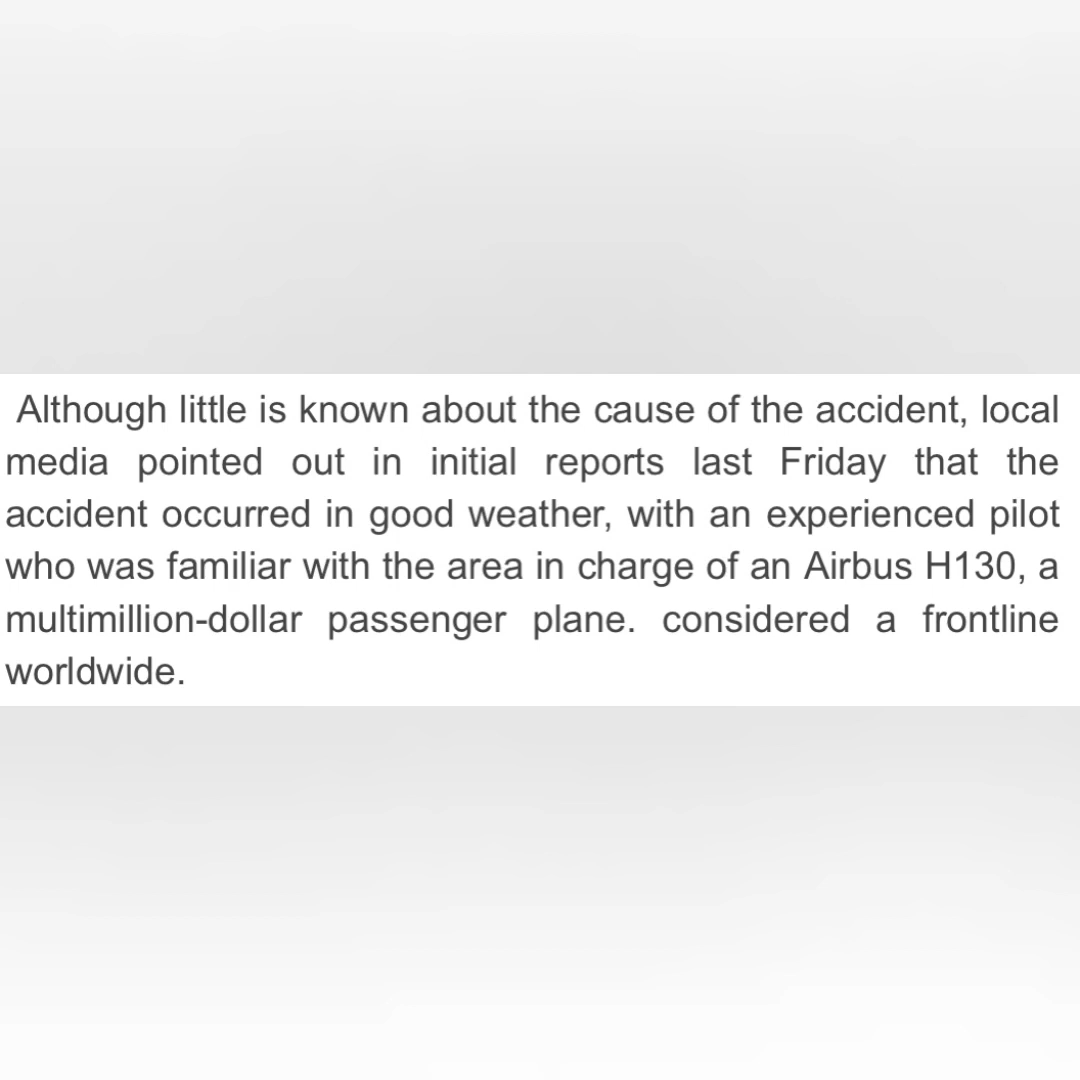 Although little is known about the cause of the accident, local
media pointed out in initial reports last Friday that the
accident occurred in good weather, with an experienced pilot
who was familiar with the area in charge of an Airbus H130, a
multimillion-dollar passenger plane. considered a frontline
worldwide.